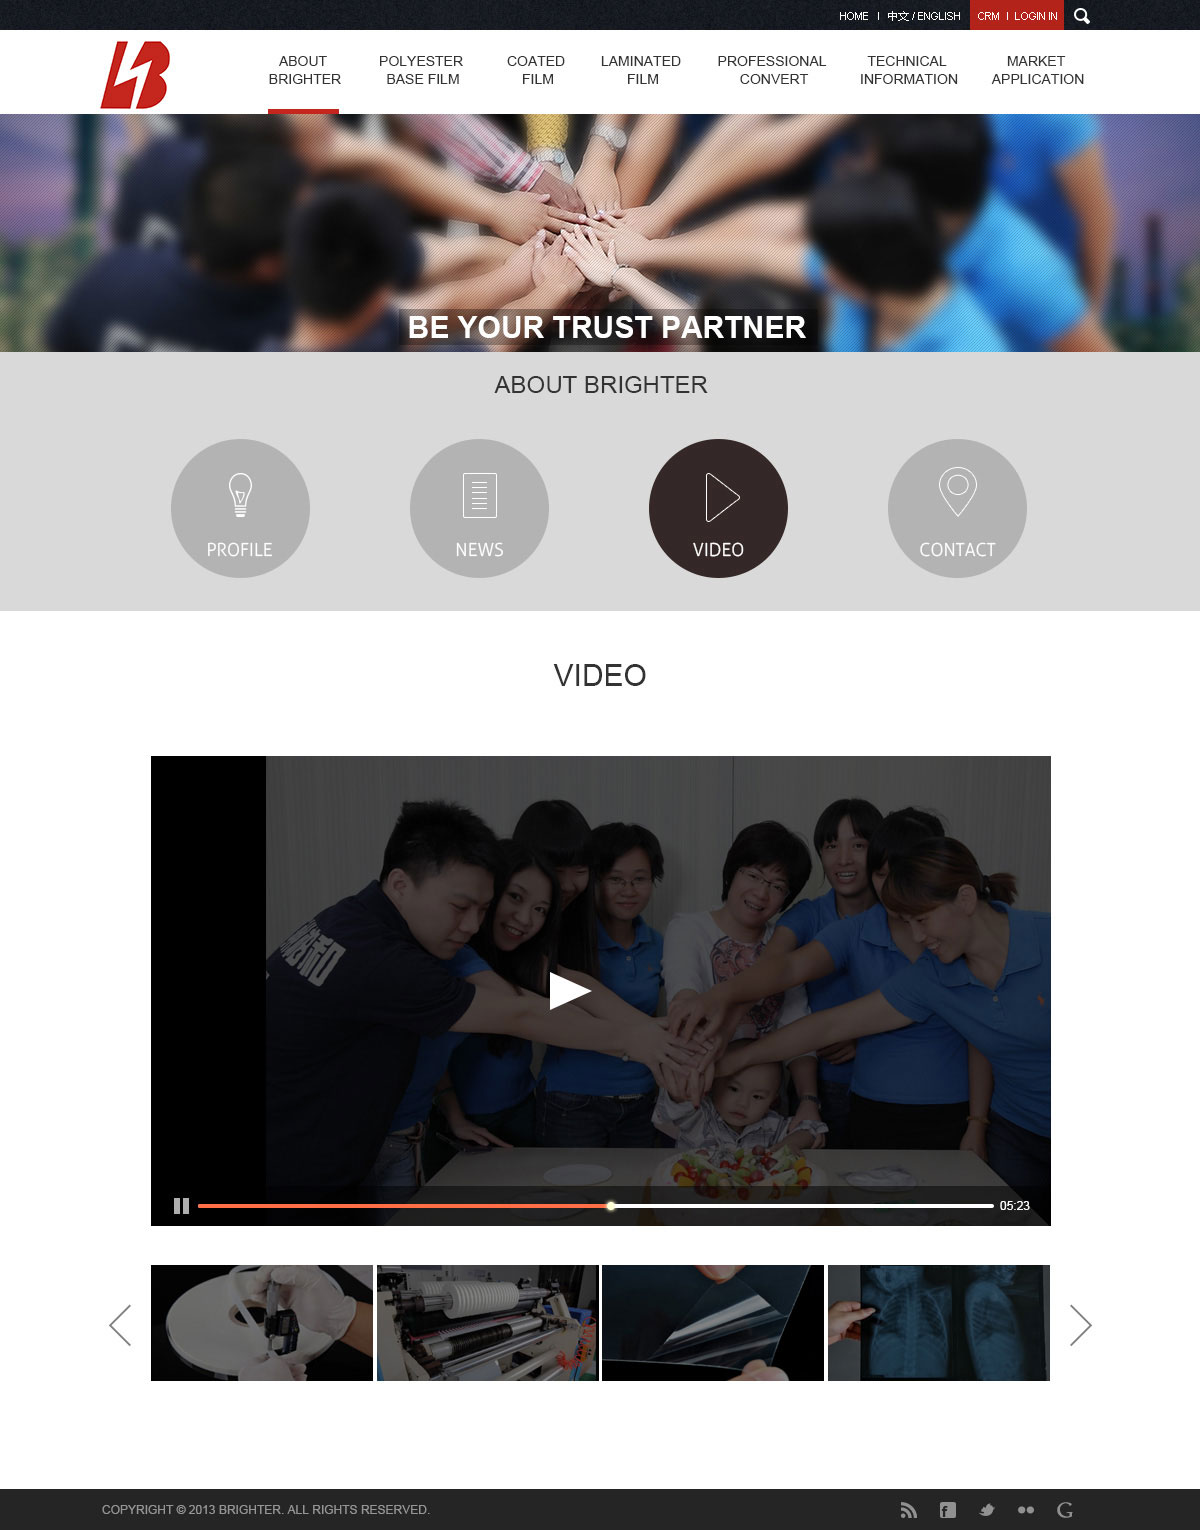 HOME | 中文 / ENGLISH CRM | LOGIN IN
ABOUT
BRIGHTER
POLYESTER
BASE FILM
COATED
FILM
LAMINATED
FILM
PROFESSIONAL
CONVERT
TECHNICAL
INFORMATION
MARKET
APPLICATION
BE YOUR TRUST PARTNER
ABOUT BRIGHTER
PROFILE
NEWS
VIDEO
CONTACT
VIDEO
05:23
COPYRIGHT © 2013 BRIGHTER. ALL RIGHTS RESERVED.